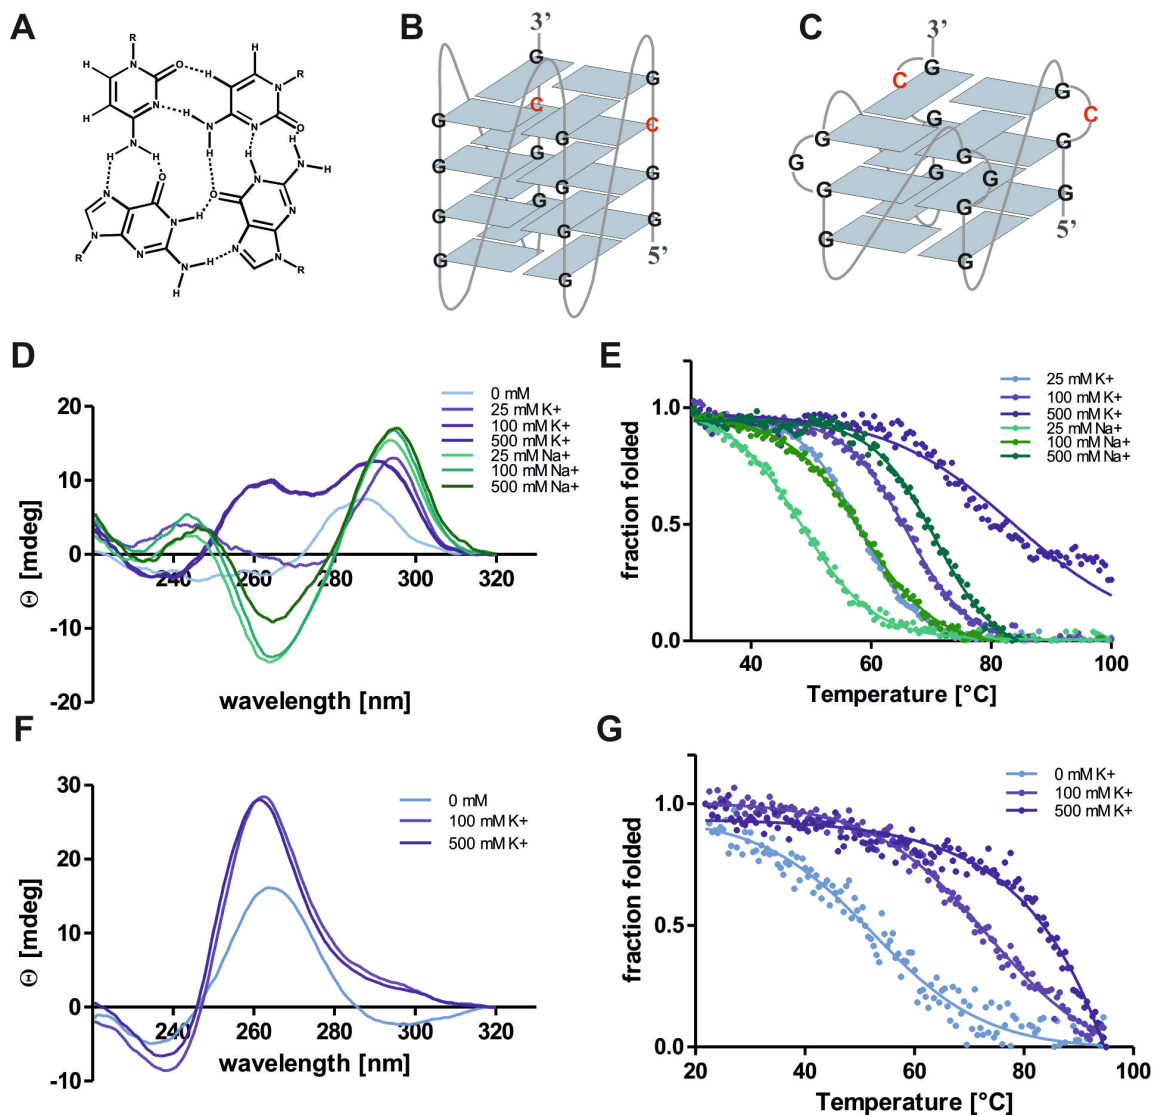 A
B
C
R
H
O
H
H
N
N
R
H
N
H
N
N
O
H
N
H
H
H
N
H
H
H
N
O
N
O
N
N
H
N
N
R
N
N
H
N
N
R
H
3’
G
G
C
G
G
C
G
G
G
G
G
G
G
G
G
G
G
G
5’
3’
G
C
G
C
G
G
G
G
G
G
G
G
G
G
G
G
G
5’
D
20
10
0
-10
-20
240
260
280
300
320
Θ [mdeg]
wavelength [nm]
0 mM
25 mM K+
100 mM K+
500 mM K+
25 mM Na+
100 mM Na+
500 mM Na+
E
1.0
0.5
0.0
40
60
80
100
fraction folded
Temperature [°C]
25 mM K+
100 mM K+
500 mM K+
25 mM Na+
100 mM Na+
500 mM Na+
F
30
20
10
0
-10
240
260
280
300
320
Θ [mdeg]
wavelength [nm]
0 mM
100 mM K+
500 mM K+
G
1.0
0.5
0.0
20
40
60
80
100
fraction folded
Temperature [°C]
0 mM K+
100 mM K+
500 mM K+